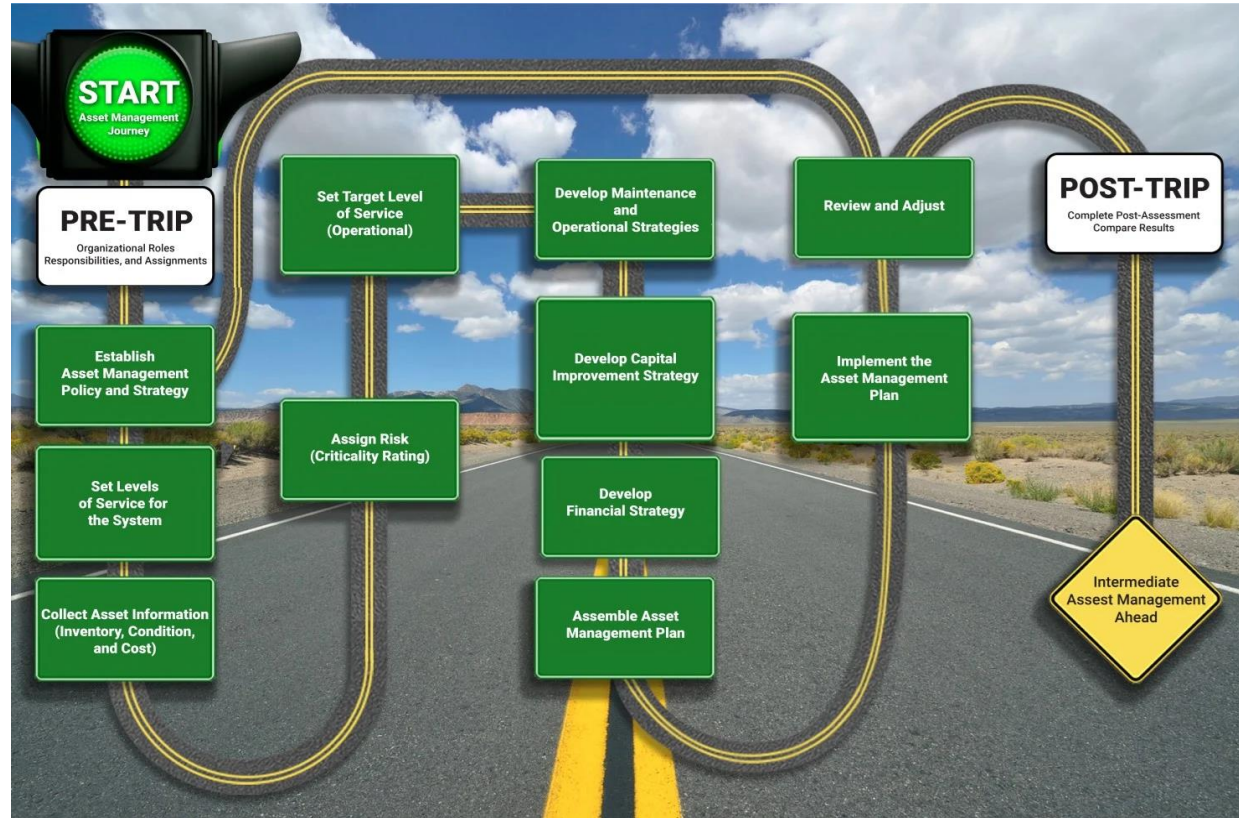 START
Asset Management
Journey
PRE-TRIP
Organizational Roles
Responsibilities, and Assignments
Establish
Asset Management
Policy and Strategy
Set Levels
of Service for
the System
Collect Asset Information
(Inventory, Condition,
and Cost)
Assign Risk
(Criticality Rating)
Set Target Level
of Service
(Operational)
Develop Maintenance
and
Operational Strategies
Develop Capital
Improvement Strategy
Develop
Financial Strategy
Assemble Asset
Management Plan
Implement the
Asset Management
Plan
Review and Adjust
POST-TRIP
Complete Post-Assessment
Compare Results
Intermediate
Assest Management
Ahead